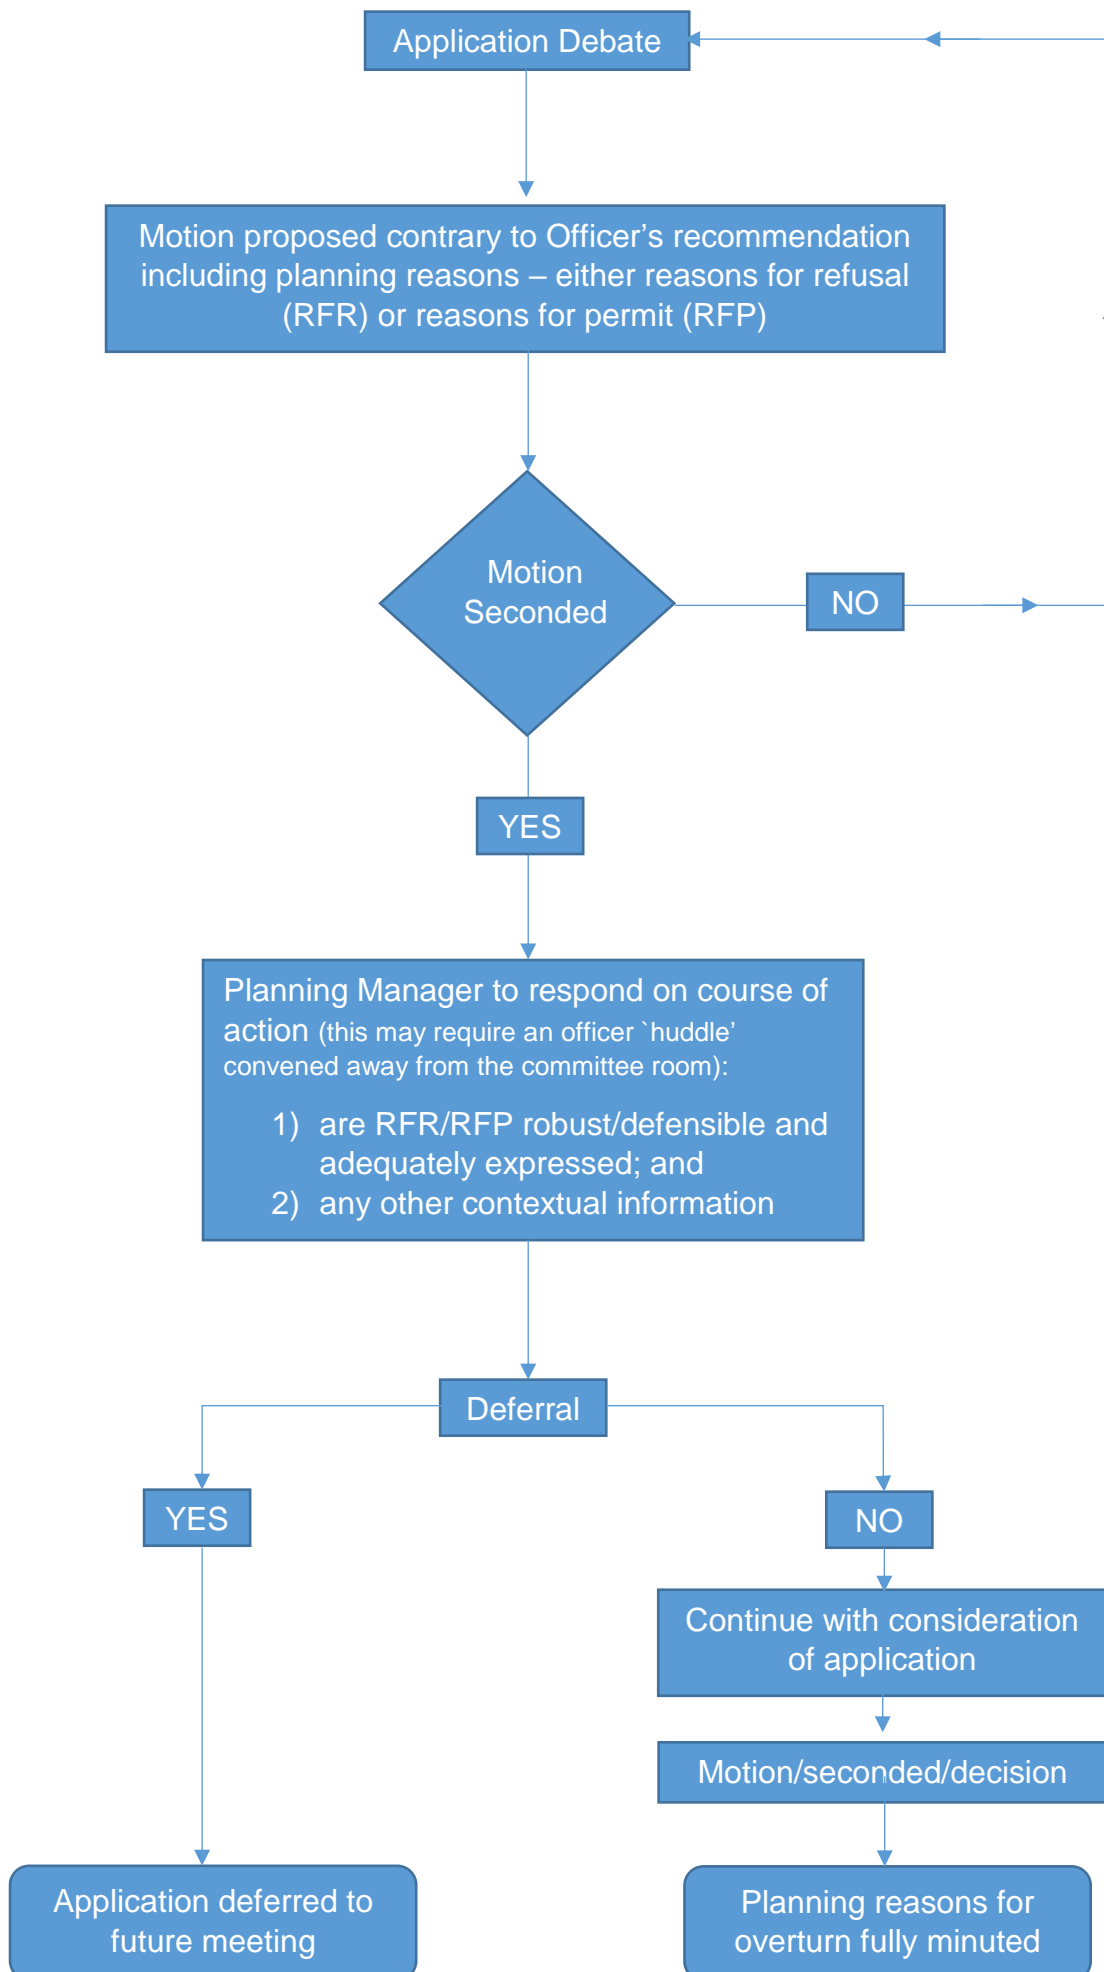 Application Debate
Motion proposed contrary to Officer’s recommendation
including planning reasons – either reasons for refusal
(RFR) or reasons for permit (RFP)
Motion
Seconded
NO
YES
Planning Manager to respond on course of
action (this may require an officer `huddle’
convened away from the committee room):
1) are RFR/RFP robust/defensible and
adequately expressed; and
2) any other contextual information
Deferral
YES
NO
Continue with consideration
of application
Motion/seconded/decision
Application deferred to
future meeting
Planning reasons for
overturn fully minuted